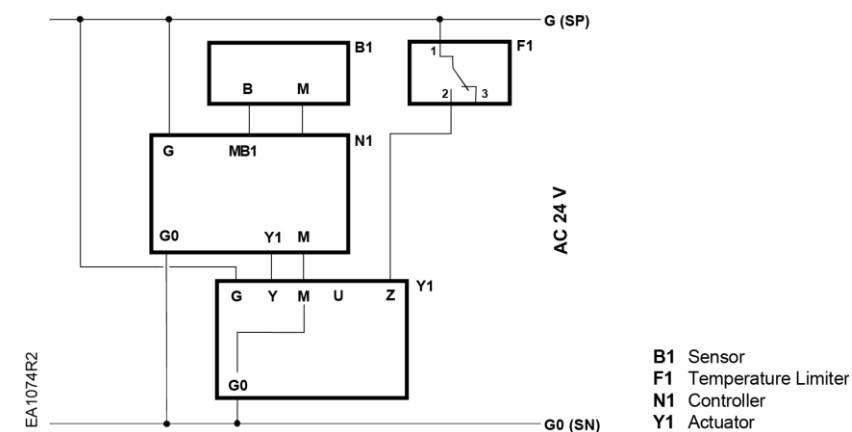 G (SP)
B1
F1
1
B M
2 3
N1
G MB1
AC 24 V
G0 Y1 M
Y1
G Y M U Z
EA1074R2
G0
G0 (SN)
B1 Sensor
F1 Temperature Limiter
N1 Controller
Y1 Actuator